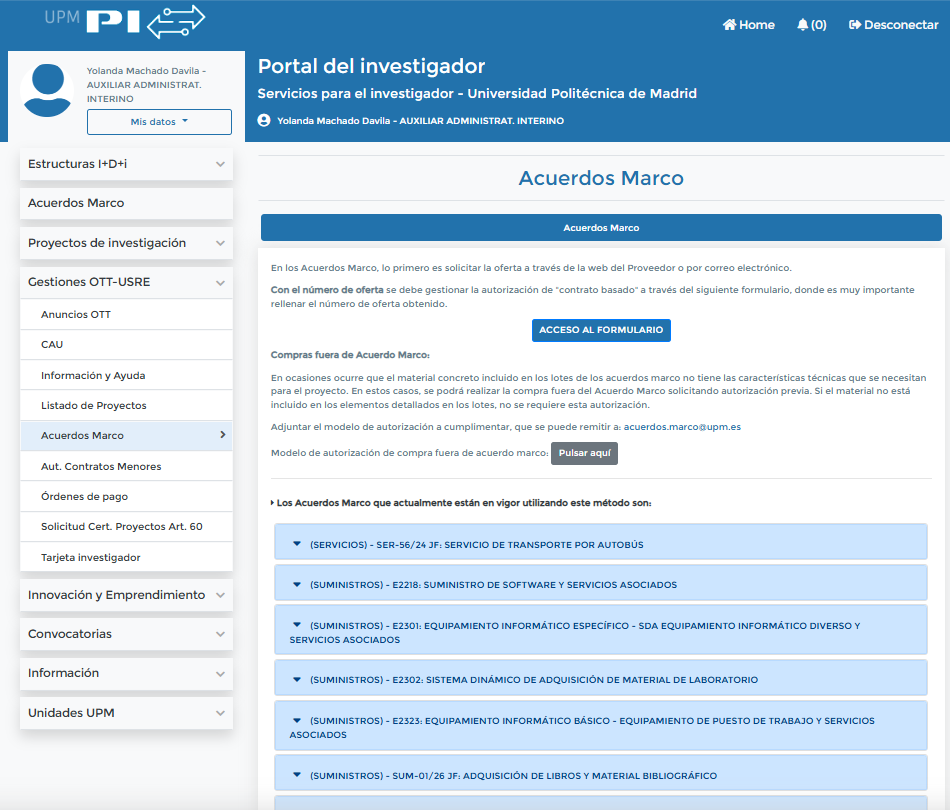 UPM PI
Home
(0)
Desconectar
Yolanda Machado Davila -
AUXILIAR ADMINISTRAT.
INTERINO
Mis datos
Portal del investigador
Servicios para el investigador - Universidad Politécnica de Madrid
Yolanda Machado Davila - AUXILIAR ADMINISTRAT. INTERINO
Estructuras I+D+i
Acuerdos Marco
Proyectos de investigación
Gestiones OTT-USRE
Anuncios OTT
CAU
Información y Ayuda
Listado de Proyectos
Acuerdos Marco
Aut. Contratos Menores
Órdenes de pago
Solicitud Cert. Proyectos Art. 60
Tarjeta investigador
Innovación y Emprendimiento
Convocatorias
Información
Unidades UPM
Acuerdos Marco
Acuerdos Marco
En los Acuerdos Marco, lo primero es solicitar la oferta a través de la web del Proveedor o por correo electrónico.
Con el número de oferta se debe gestionar la autorización de "contrato basado" a través del siguiente formulario, donde es muy importante
rellenar el número de oferta obtenido.
ACCESO AL FORMULARIO
Compras fuera de Acuerdo Marco:
En ocasiones ocurre que el material concreto incluido en los lotes de los acuerdos marco no tiene las características técnicas que se necesitan
para el proyecto. En estos casos, se podrá realizar la compra fuera del Acuerdo Marco solicitando autorización previa. Si el material no está
incluido en los elementos detallados en los lotes, no se requiere esta autorización.
Adjuntar el modelo de autorización a cumplimentar, que se puede remitir a: acuerdos.marco@upm.es
Modelo de autorización de compra fuera de acuerdo marco: Pulsar aquí
Los Acuerdos Marco que actualmente están en vigor utilizando este método son:
(SERVICIOS) - SER-56/24 JF: SERVICIO DE TRANSPORTE POR AUTOBÚS
(SUMINISTROS) - E2218: SUMINISTRO DE SOFTWARE Y SERVICIOS ASOCIADOS
(SUMINISTROS) - E2301: EQUIPAMIENTO INFORMÁTICO ESPECÍFICO - SDA EQUIPAMIENTO INFORMÁTICO DIVERSO Y
SERVICIOS ASOCIADOS
(SUMINISTROS) - E2302: SISTEMA DINÁMICO DE ADQUISICIÓN DE MATERIAL DE LABORATORIO
(SUMINISTROS) - E2323: EQUIPAMIENTO INFORMÁTICO BÁSICO - EQUIPAMIENTO DE PUESTO DE TRABAJO Y SERVICIOS
ASOCIADOS
(SUMINISTROS) - SUM-01/26 JF: ADQUISICIÓN DE LIBROS Y MATERIAL BIBLIOGRÁFICO